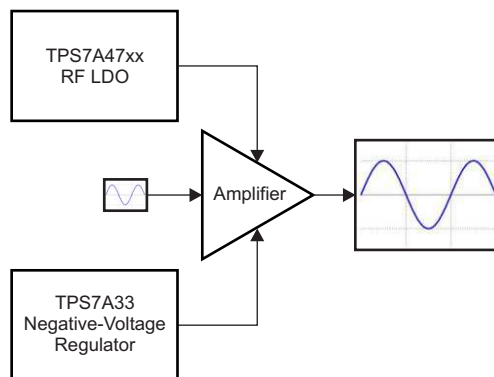 TPS7A47xx
RF LDO
Amplifier
TPS7A33
Negative-Voltage
Regulator